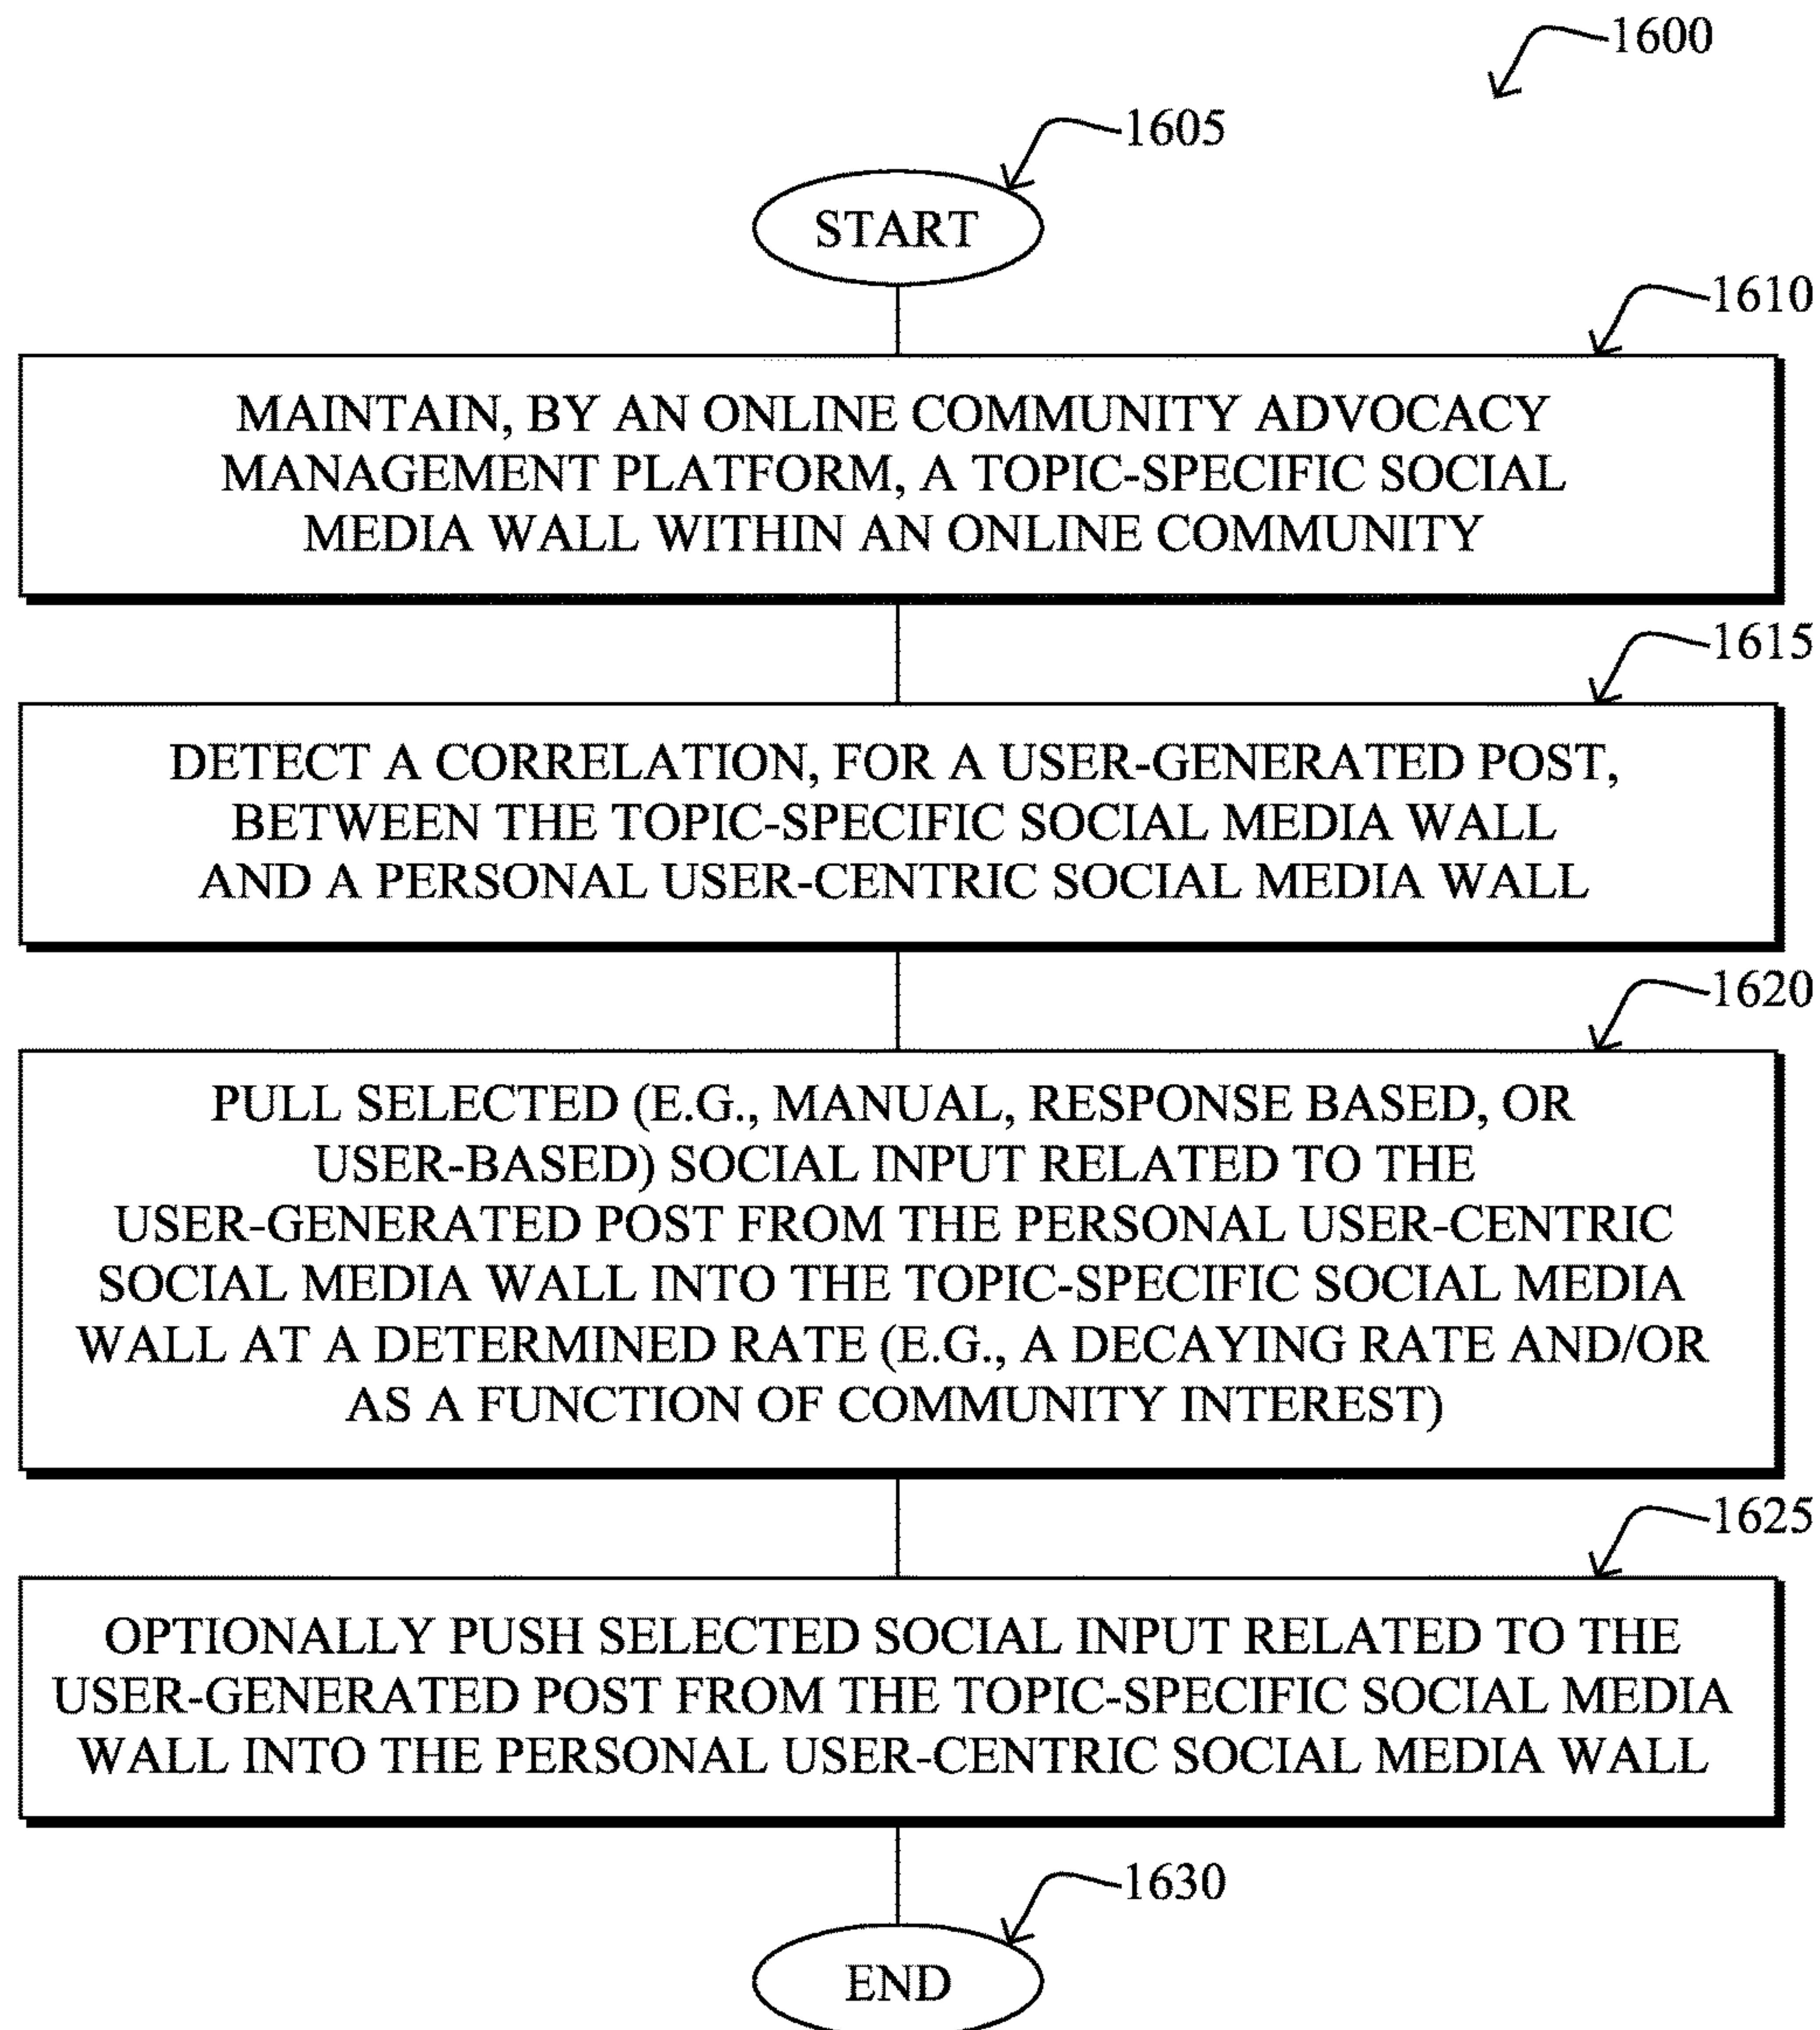 1600
1605
START
1610
MAINTAIN, BY AN ONLINE COMMUNITY ADVOCACY
MANAGEMENT PLATFORM, A TOPIC-SPECIFIC SOCIAL
MEDIA WALL WITHIN AN ONLINE COMMUNITY
1615
DETECT A CORRELATION, FOR A USER-GENERATED POST,
BETWEEN THE TOPIC-SPECIFIC SOCIAL MEDIA WALL
AND A PERSONAL USER-CENTRIC SOCIAL MEDIA WALL
1620
PULL SELECTED (E.G., MANUAL, RESPONSE BASED, OR
USER-BASED) SOCIAL INPUT RELATED TO THE
USER-GENERATED POST FROM THE PERSONAL USER-CENTRIC
SOCIAL MEDIA WALL INTO THE TOPIC-SPECIFIC SOCIAL MEDIA
WALL AT A DETERMINED RATE (E.G., A DECAYING RATE AND/OR
AS A FUNCTION OF COMMUNITY INTEREST)
1625
OPTIONALLY PUSH SELECTED SOCIAL INPUT RELATED TO THE
USER-GENERATED POST FROM THE TOPIC-SPECIFIC SOCIAL MEDIA
WALL INTO THE PERSONAL USER-CENTRIC SOCIAL MEDIA WALL
1630
END